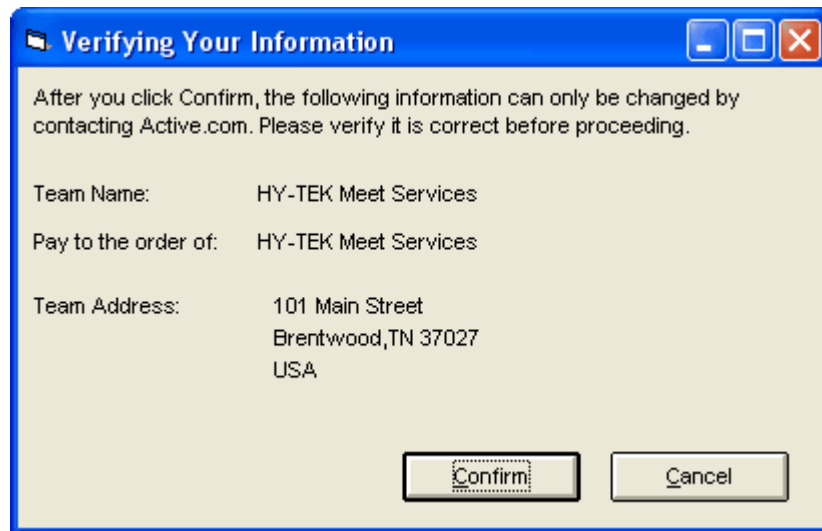 Verifying Your Information
After you click Confirm, the following information can only be changed by
contacting Active.com. Please verify it is correct before proceeding.
Team Name: HY-TEK Meet Services
Pay to the order of: HY-TEK Meet Services
Team Address: 101 Main Street
Brentwood,TN 37027
USA
Confirm Cancel